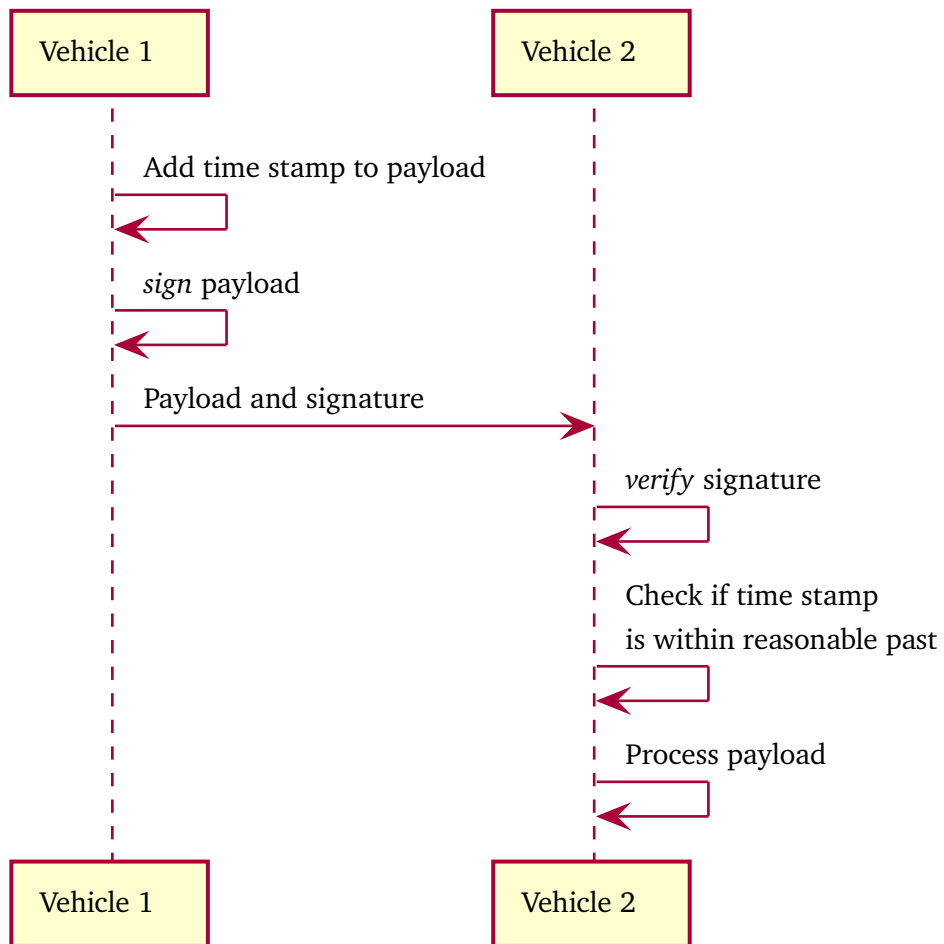 Vehicle 1
Vehicle 2
Add time stamp to payload
sign payload
Payload and signature
verify signature
Check if time stamp
is within reasonable past
Process payload
Vehicle 1
Vehicle 2